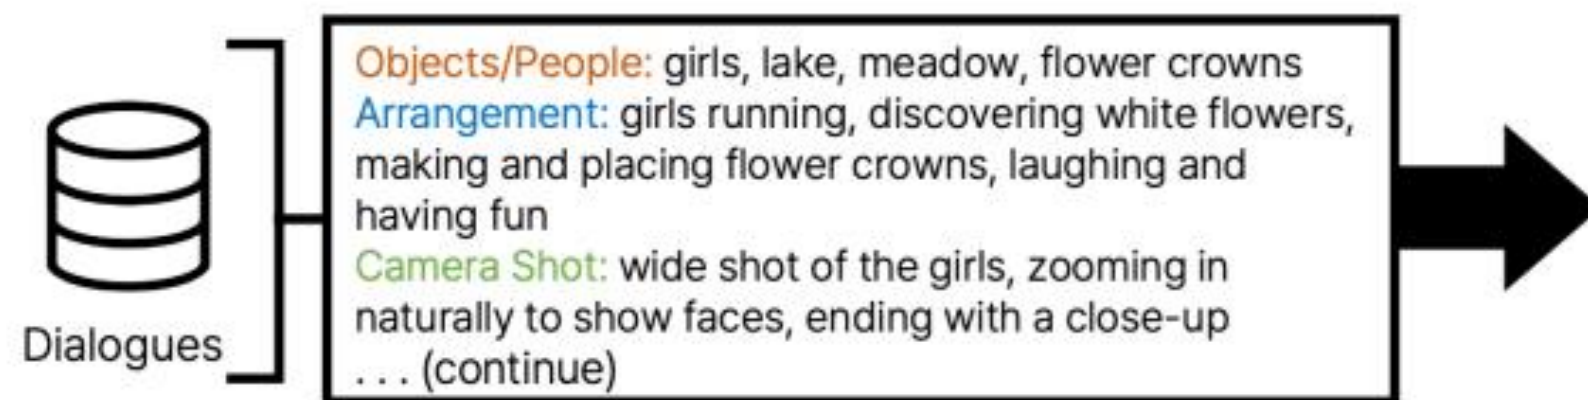 Dialogues
Objects/People: girls, lake, meadow, flower crowns
Arrangement: girls running, discovering white flowers,
making and placing flower crowns, laughing and
having fun
Camera Shot: wide shot of the girls, zooming in
naturally to show faces, ending with a close-up
. . . (continue)